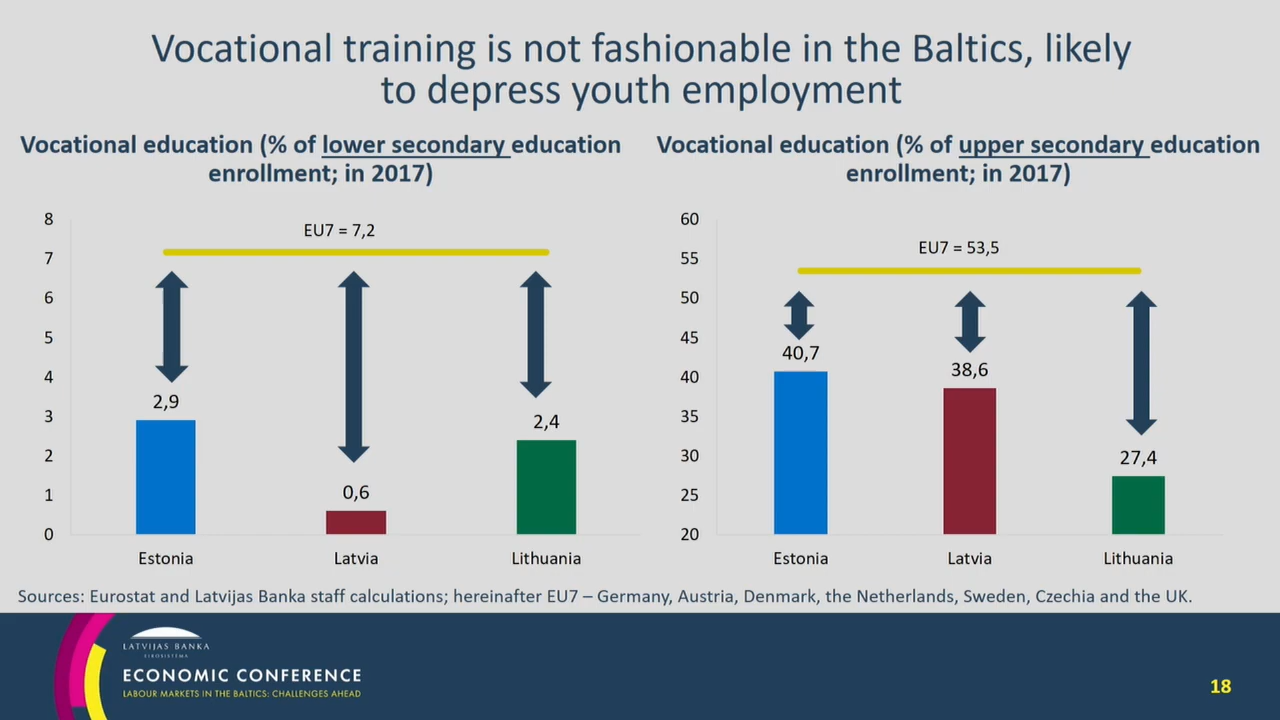 Vocational training is not fashionable in the Baltics, likely
to depress youth employment
Vocational education (% of lower secondary education
enrollment; in 2017)
8
7
6
5
4
3
2
1
0
EU7 = 7,2
2,9
0,6
2,4
Estonia
Latvia
Lithuania
Vocational education (% of upper secondary education
enrollment; in 2017)
60
55
50
45
40
35
30
25
20
EU7 = 53,5
40,7
38,6
27,4
Estonia
Latvia
Lithuania
Sources: Eurostat and Latvijas Banka staff calculations; hereinafter EU7 – Germany, Austria, Denmark, the Netherlands, Sweden, Czechia and the UK.
LATVIJAS BANKA
EIROSISTĒMA
ECONOMIC CONFERENCE
LABOUR MARKETS IN THE BALTICS: CHALLENGES AHEAD
18